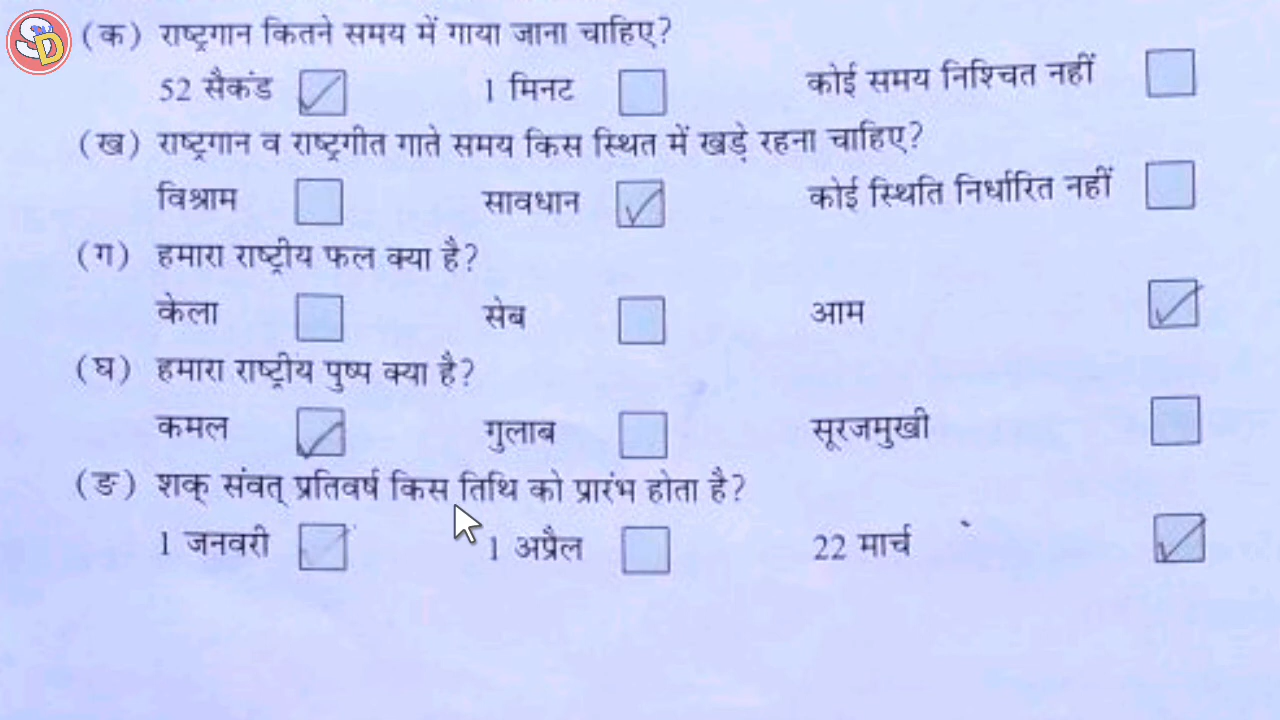 SD
(क) राष्ट्रगान कितने समय में गाया जाना चाहिए?
52 सैकंड 1 मिनट कोई समय निश्चित नहीं
(ख) राष्ट्रगान व राष्ट्रगीत गाते समय किस स्थित में खड़े रहना चाहिए?
विश्राम सावधान कोई स्थिति निर्धारित नहीं
(ग) हमारा राष्ट्रीय फल क्या है?
केला सेब आम
(घ) हमारा राष्ट्रीय पुष्प क्या है?
कमल गुलाब सूरजमुखी
(ङ) शक् संवत् प्रतिवर्ष किस तिथि को प्रारंभ होता है?
1 जनवरी 1 अप्रैल 22 मार्च